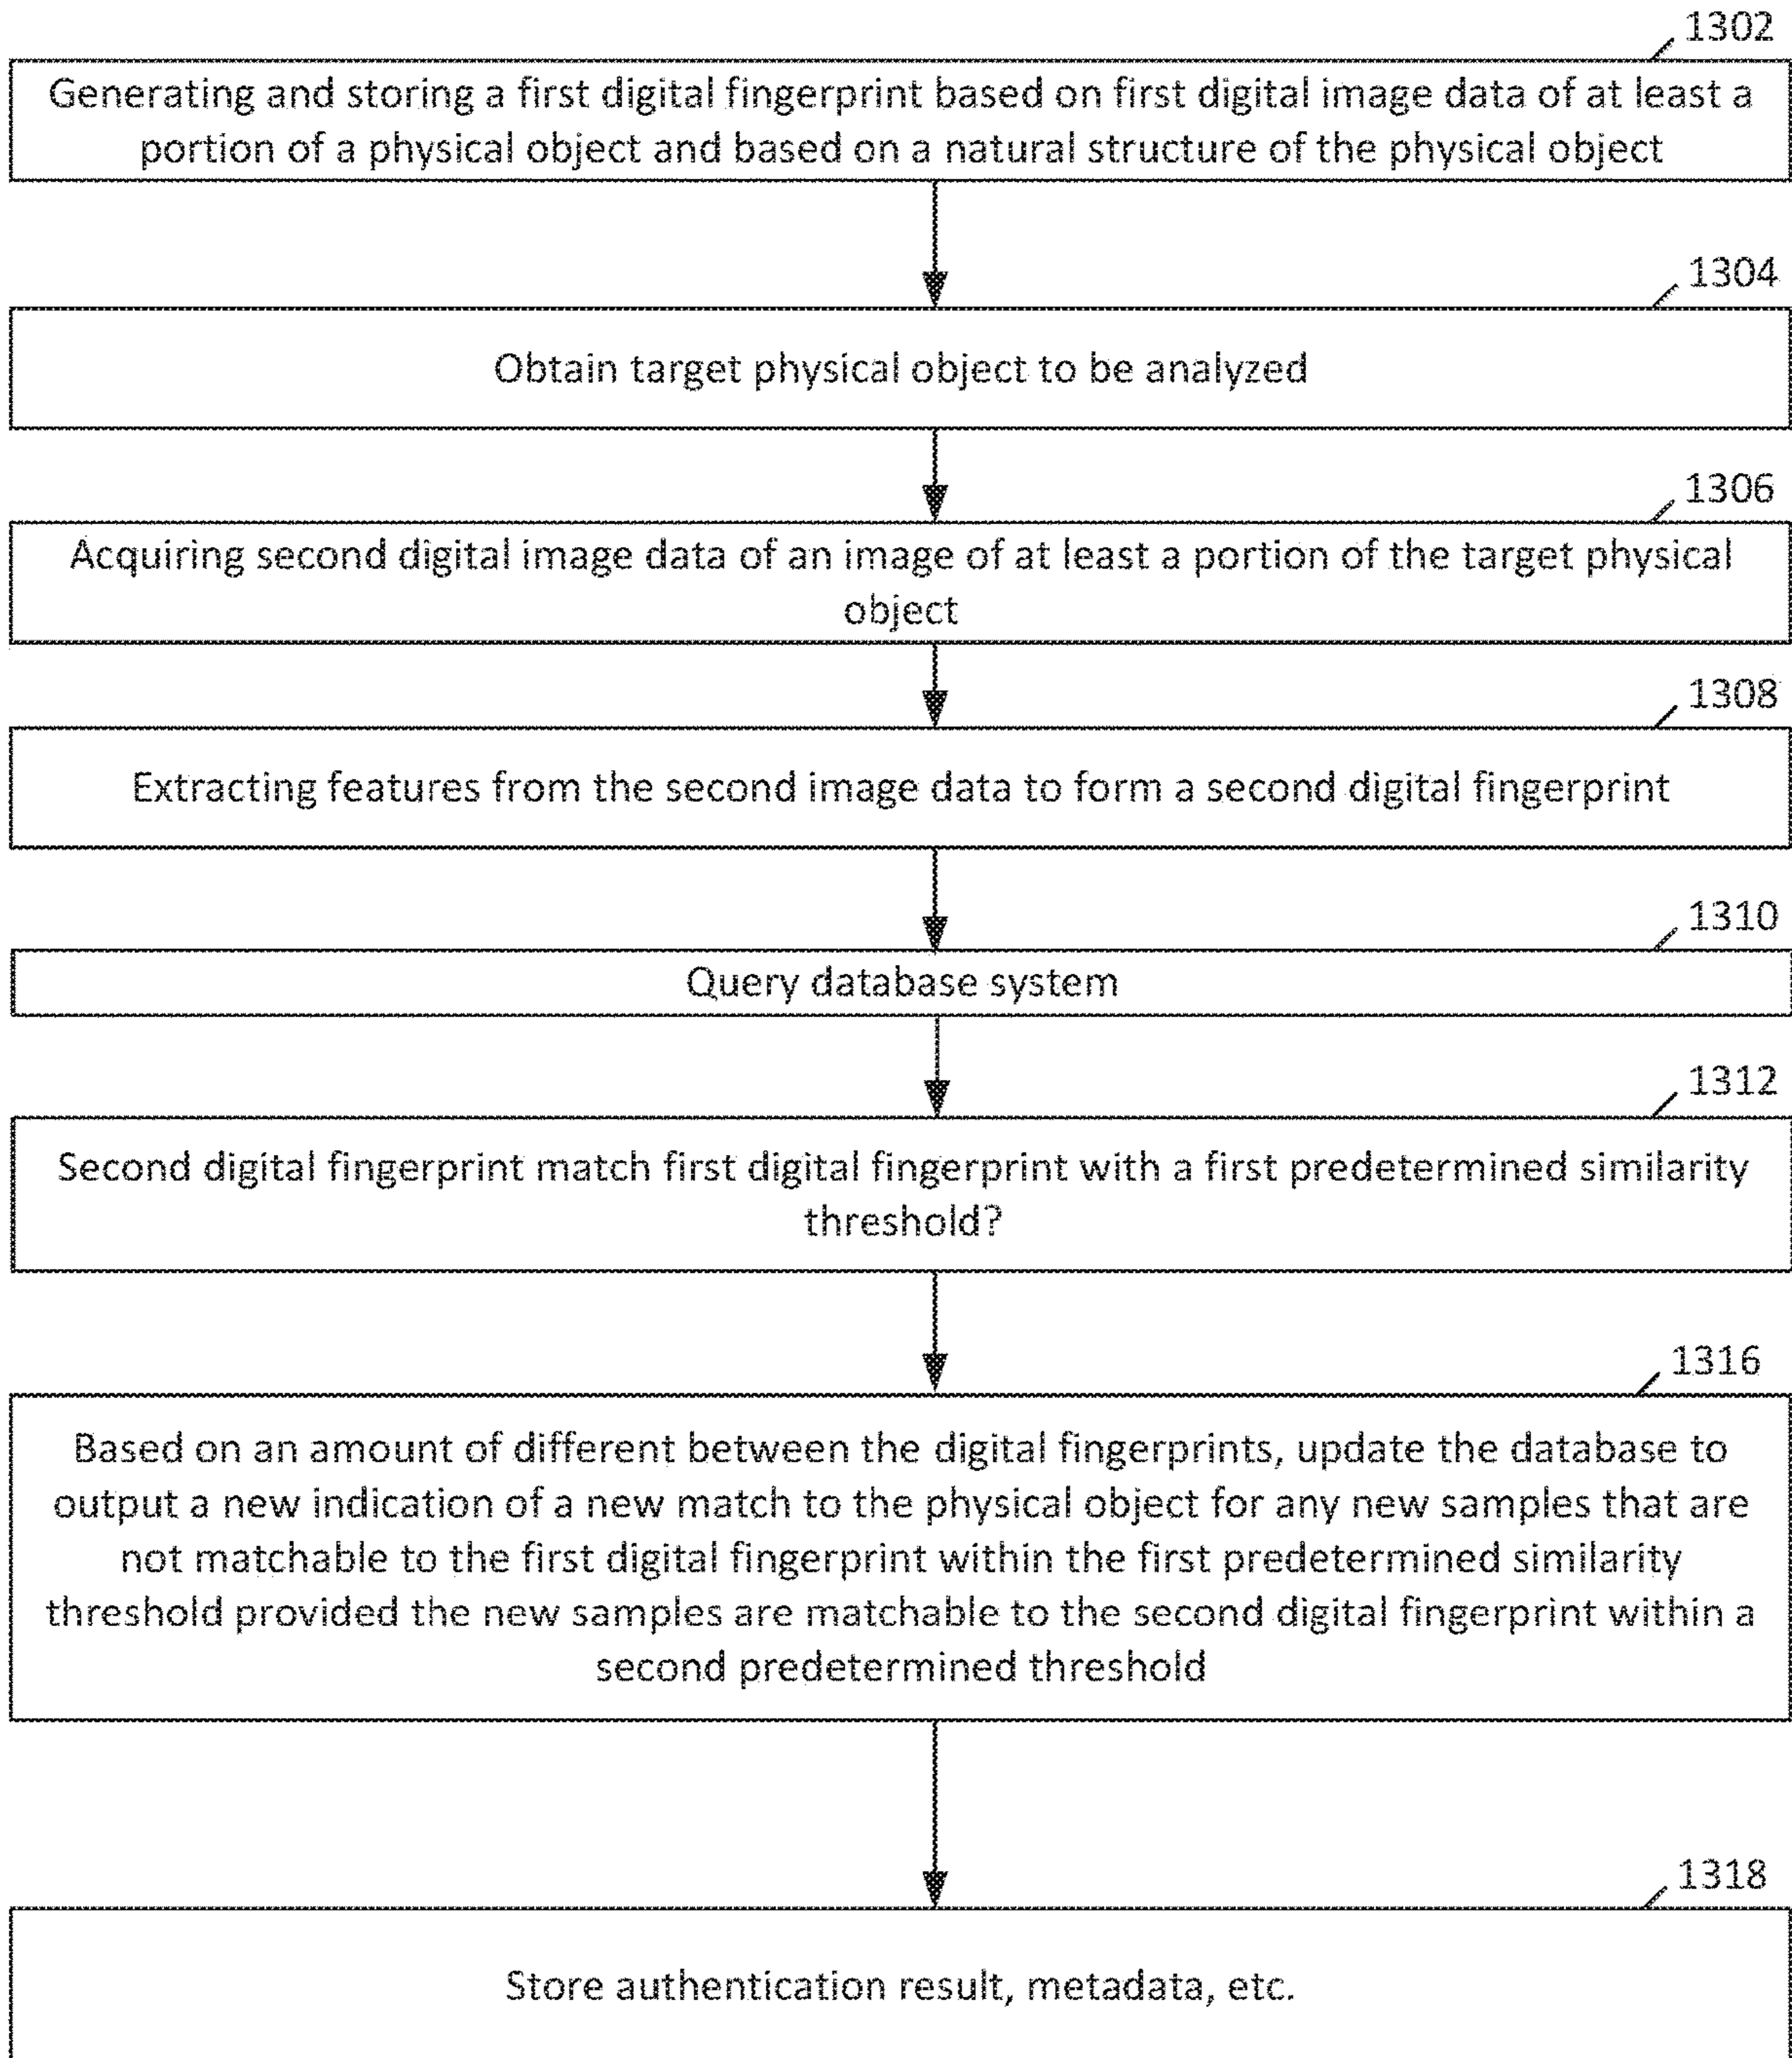 1302
Generating and storing a first digital fingerprint based on first digital image data of at least a
portion of a physical object and based on a natural structure of the physical object
1304
Obtain target physical object to be analyzed
1306
Acquiring second digital image data of an image of at least a portion of the target physical
object
1308
Extracting features from the second image data to form a second digital fingerprint
1310
Query database system
1312
Second digital fingerprint match first digital fingerprint with a first predetermined similarity
threshold?
1316
Based on an amount of different between the digital fingerprints, update the database to
output a new indication of a new match to the physical object for any new samples that are
not matchable to the first digital fingerprint within the first predetermined similarity
threshold provided the new samples are matchable to the second digital fingerprint within a
second predetermined threshold
1318
Store authentication result, metadata, etc.